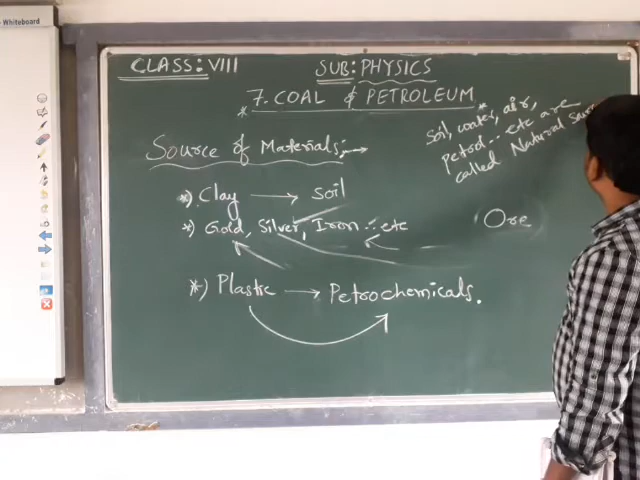 - Whiteboard
CLASS: VIII
SUB: PHYSICS
* 7. COAL & PETROLEUM *
Source of Materials:→
Soil, water, air,
Petrol... etc are
called Natural
*) Clay → Soil
*) Gold, Silver, Iron... etc
Ore
*) Plastic → Petrochemicals.